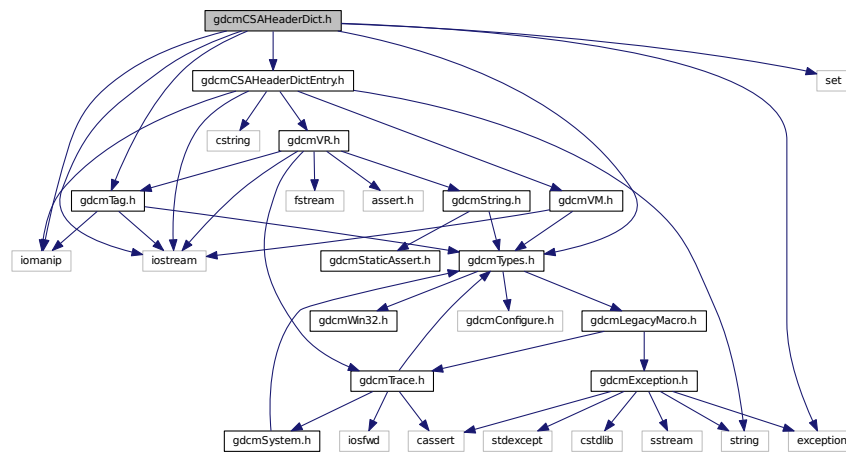 gdcmCSAHeaderDict.h
gdcmCSAHeaderDictEntry.h
set
cstring
gdcmVR.h
gdcmTag.h
fstream
assert.h
gdcmString.h
gdcmVM.h
iomanip
iostream
gdcmStaticAssert.h
gdcmTypes.h
gdcmWin32.h
gdcmConfigure.h
gdcmLegacyMacro.h
gdcmTrace.h
gdcmException.h
gdcmSystem.h
iosfwd
cassert
stdexcept
cstdlib
sstream
string
exception